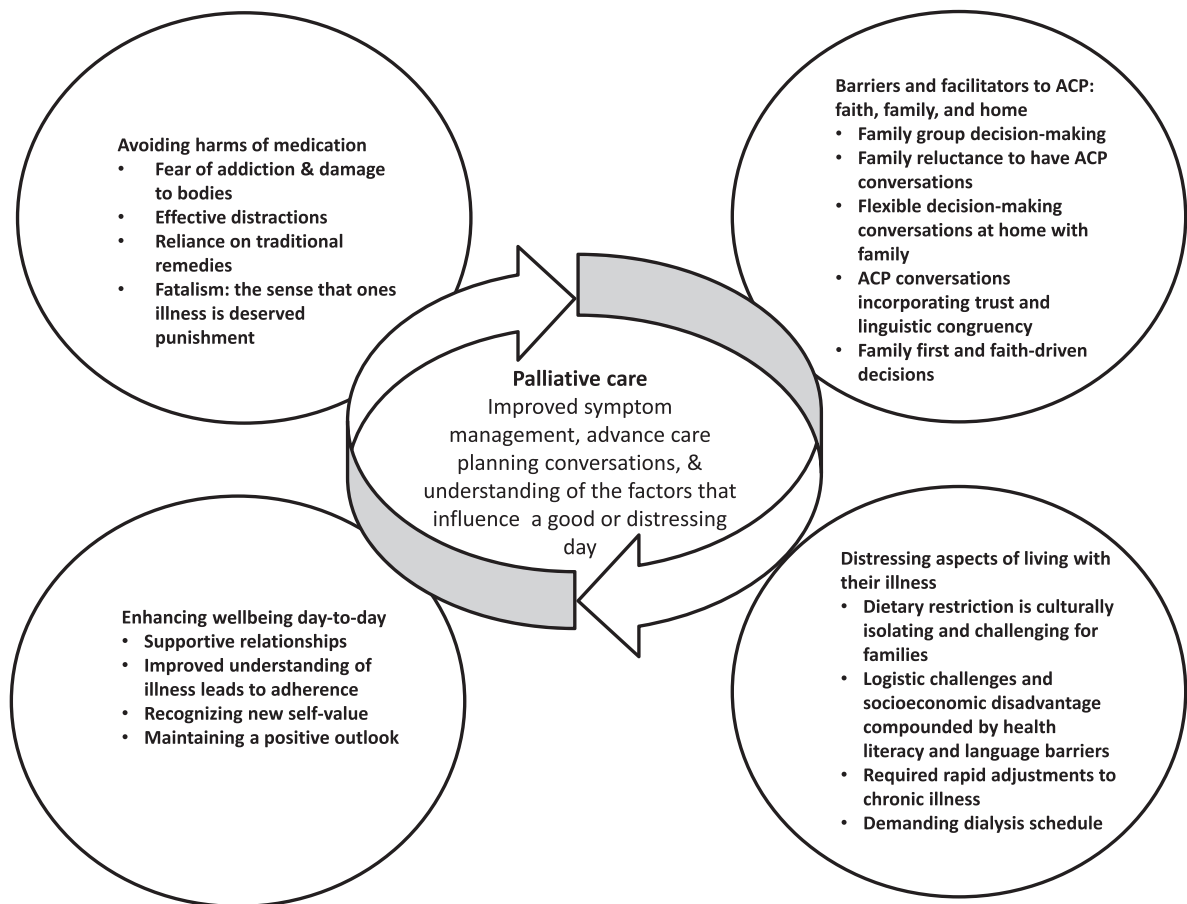 Avoiding harms of medication
• Fear of addiction & damage
to bodies
• Effective distractions
• Reliance on traditional
remedies
• Fatalism: the sense that ones
illness is deserved
punishment
Barriers and facilitators to ACP:
faith, family, and home
• Family group decision-making
• Family reluctance to have ACP
conversations
• Flexible decision-making
conversations at home with
family
• ACP conversations
incorporating trust and
linguistic congruency
• Family first and faith-driven
decisions
Palliative care
Improved symptom
management, advance care
planning conversations, &
understanding of the factors that
influence a good or distressing
day
Enhancing wellbeing day-to-day
• Supportive relationships
• Improved understanding of
illness leads to adherence
• Recognizing new self-value
• Maintaining a positive outlook
Distressing aspects of living with
their illness
• Dietary restriction is culturally
isolating and challenging for
families
• Logistic challenges and
socioeconomic disadvantage
compounded by health
literacy and language barriers
• Required rapid adjustments to
chronic illness
• Demanding dialysis schedule